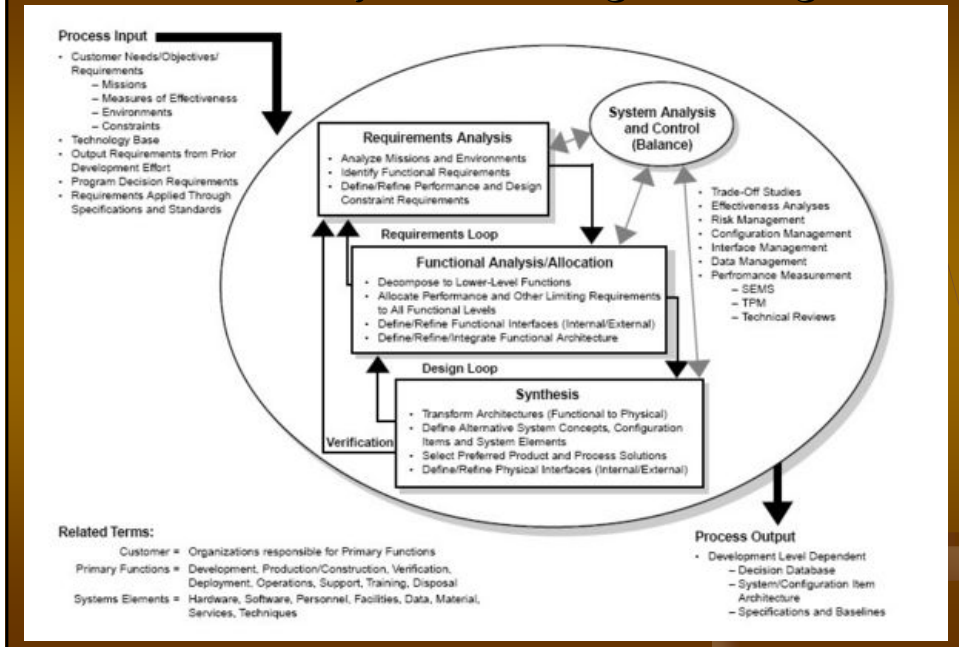 Process Input
• Customer Needs/Objectives/
Requirements
– Missions
– Measures of Effectiveness
– Environments
– Constraints
• Technology Base
• Output Requirements from Prior
Development Effort
• Program Decision Requirements
• Requirements Applied Through
Specifications and Standards
System Analysis
and Control
(Balance)
Requirements Analysis
• Analyze Missions and Environments
• Identify Functional Requirements
• Define/Refine Performance and Design
Constraint Requirements
• Trade-Off Studies
• Effectiveness Analyses
• Risk Management
• Configuration Management
• Interface Management
• Data Management
• Perfromance Measurement
– SEMS
– TPM
– Technical Reviews
Requirements Loop
Functional Analysis/Allocation
• Decompose to Lower-Level Functions
• Allocate Performance and Other Limiting Requirements
to All Functional Levels
• Define/Refine Functional Interfaces (Internal/External)
• Define/Refine/Integrate Functional Architecture
Design Loop
Synthesis
• Transform Architectures (Functional to Physical)
• Define Alternative System Concepts, Configuration
Items and System Elements
• Select Preferred Product and Process Solutions
• Define/Refine Physical Interfaces (Internal/External)
Verification
Related Terms:
Customer = Organizations responsible for Primary Functions
Primary Functions = Development, Production/Construction, Verification,
Deployment, Operations, Support, Training, Disposal
Systems Elements = Hardware, Software, Personnel, Facilities, Data, Material,
Services, Techniques
Process Output
• Development Level Dependent
– Decision Database
– System/Configuration Item
Architecture
– Specifications and Baselines